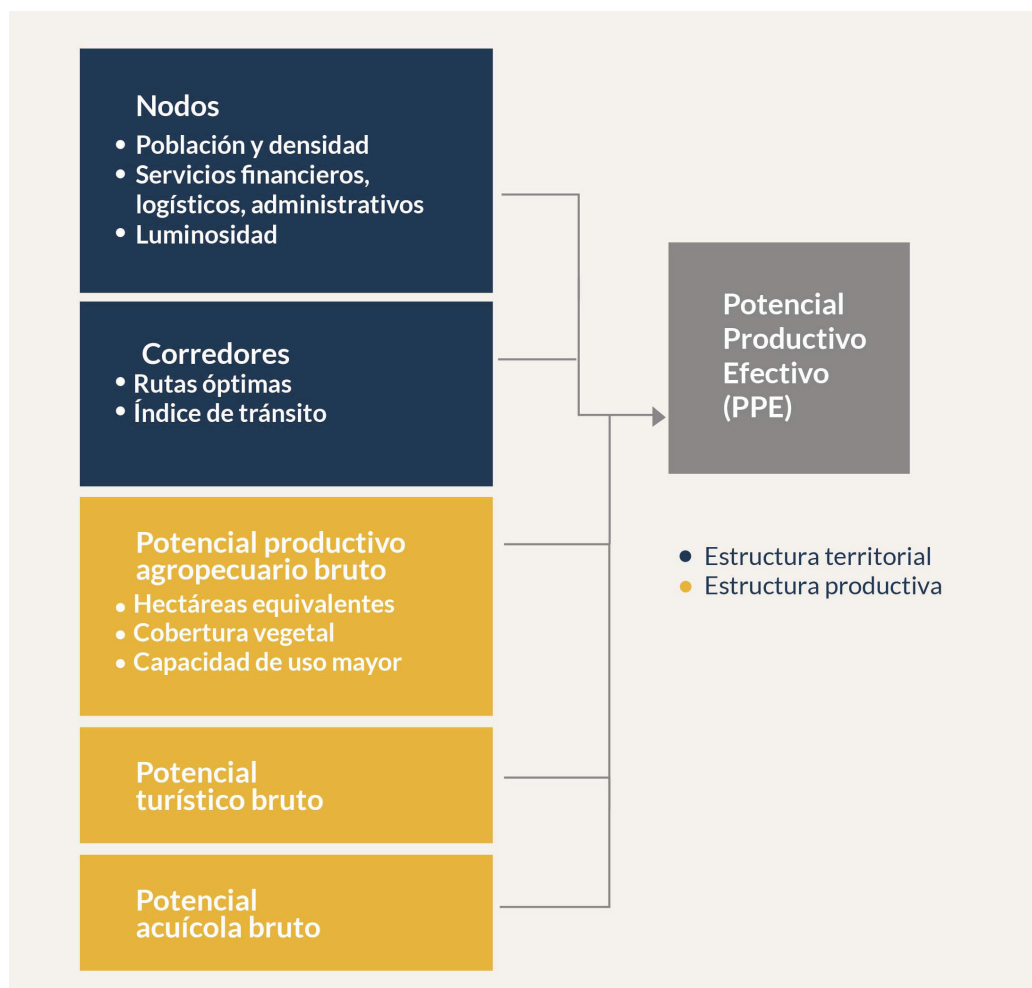 Nodos
• Población y densidad
• Servicios financieros,
logísticos, administrativos
• Luminosidad
Corredores
• Rutas óptimas
• Índice de tránsito
Potencial productivo
agropecuario bruto
• Hectáreas equivalentes
• Cobertura vegetal
• Capacidad de uso mayor
Potencial
turístico bruto
Potencial
acuícola bruto
Potencial
Productivo
Efectivo
(PPE)
• Estructura territorial
• Estructura productiva